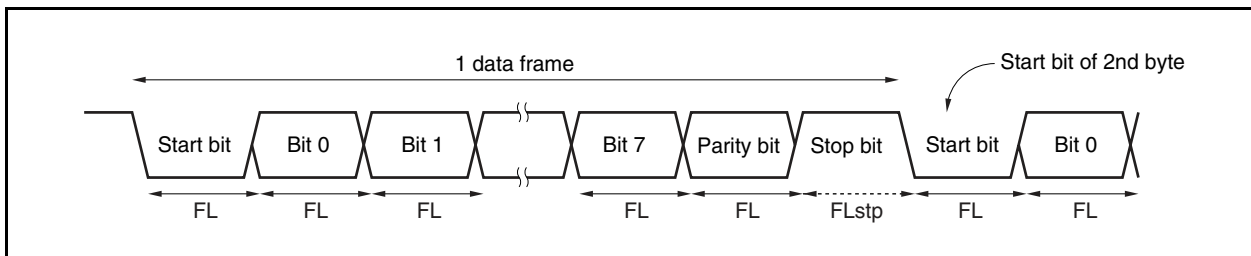 1 data frame
Start bit of 2nd byte
Start bit Bit 0 Bit 1 Bit 7 Parity bit Stop bit Start bit Bit 0
FL FL FL FL FL FLstp FL FL